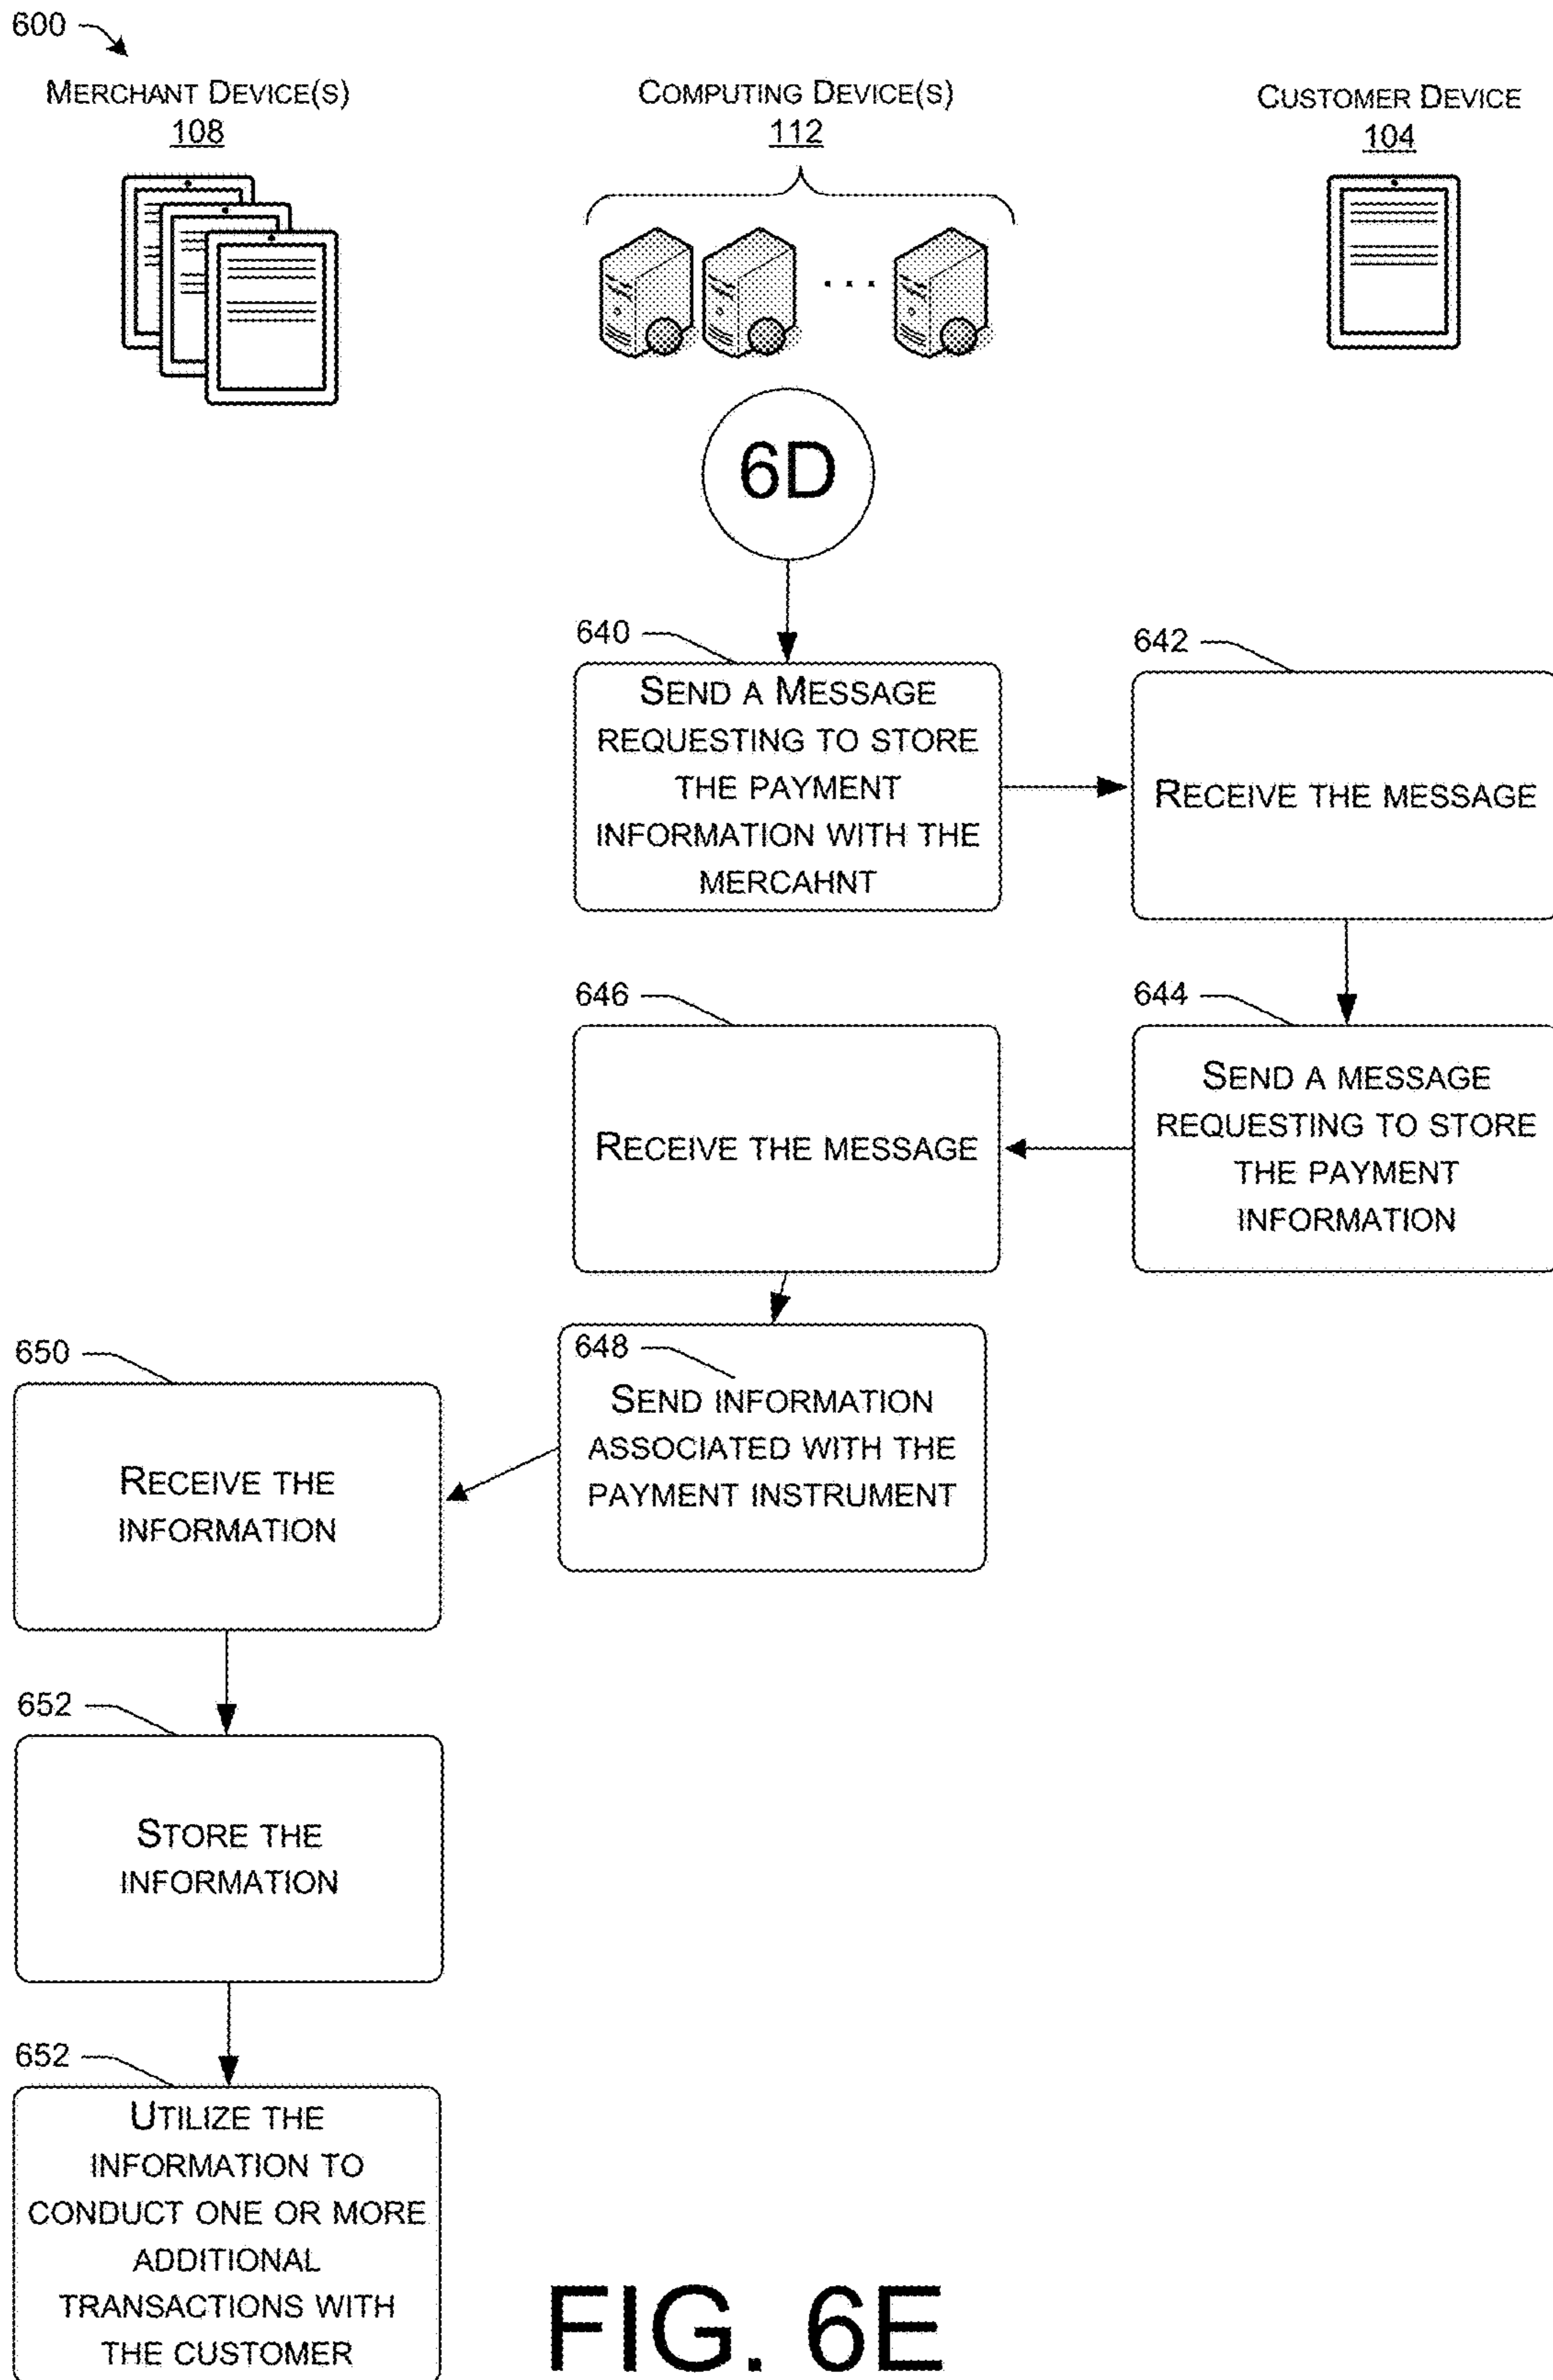 600
MERCHANT DEVICE(S)
108
COMPUTING DEVICE(S)
112
CUSTOMER DEVICE
104
. . .
6D
640
SEND A MESSAGE
REQUESTING TO STORE
THE PAYMENT
INFORMATION WITH THE
MERCAHNT
642
RECEIVE THE MESSAGE
644
SEND A MESSAGE
REQUESTING TO STORE
THE PAYMENT
INFORMATION
646
RECEIVE THE MESSAGE
648
SEND INFORMATION
ASSOCIATED WITH THE
PAYMENT INSTRUMENT
650
RECEIVE THE
INFORMATION
652
STORE THE
INFORMATION
652
UTILIZE THE
INFORMATION TO
CONDUCT ONE OR MORE
ADDITIONAL
TRANSACTIONS WITH
THE CUSTOMER
FIG. 6E